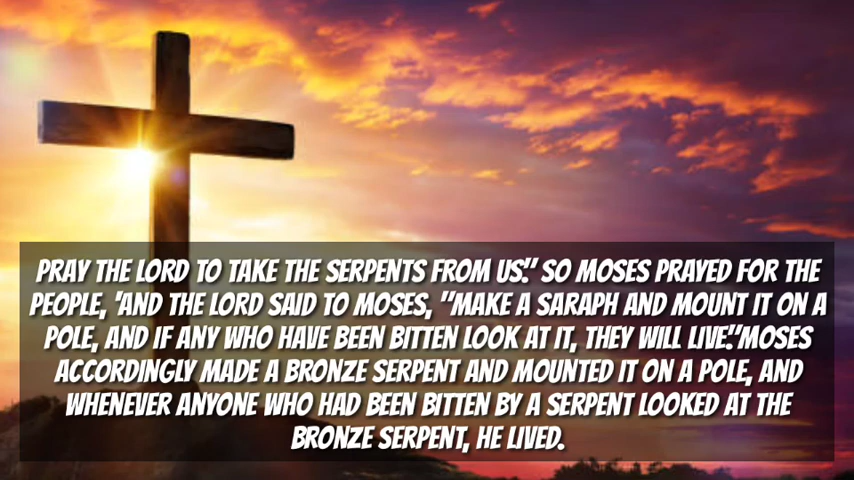 PRAY THE LORD TO TAKE THE SERPENTS FROM US." SO MOSES PRAYED FOR THE
PEOPLE, 'AND THE LORD SAID TO MOSES, "MAKE A SARAPH AND MOUNT IT ON A
POLE, AND IF ANY WHO HAVE BEEN BITTEN LOOK AT IT, THEY WILL LIVE."MOSES
ACCORDINGLY MADE A BRONZE SERPENT AND MOUNTED IT ON A POLE, AND
WHENEVER ANYONE WHO HAD BEEN BITTEN BY A SERPENT LOOKED AT THE
BRONZE SERPENT, HE LIVED.